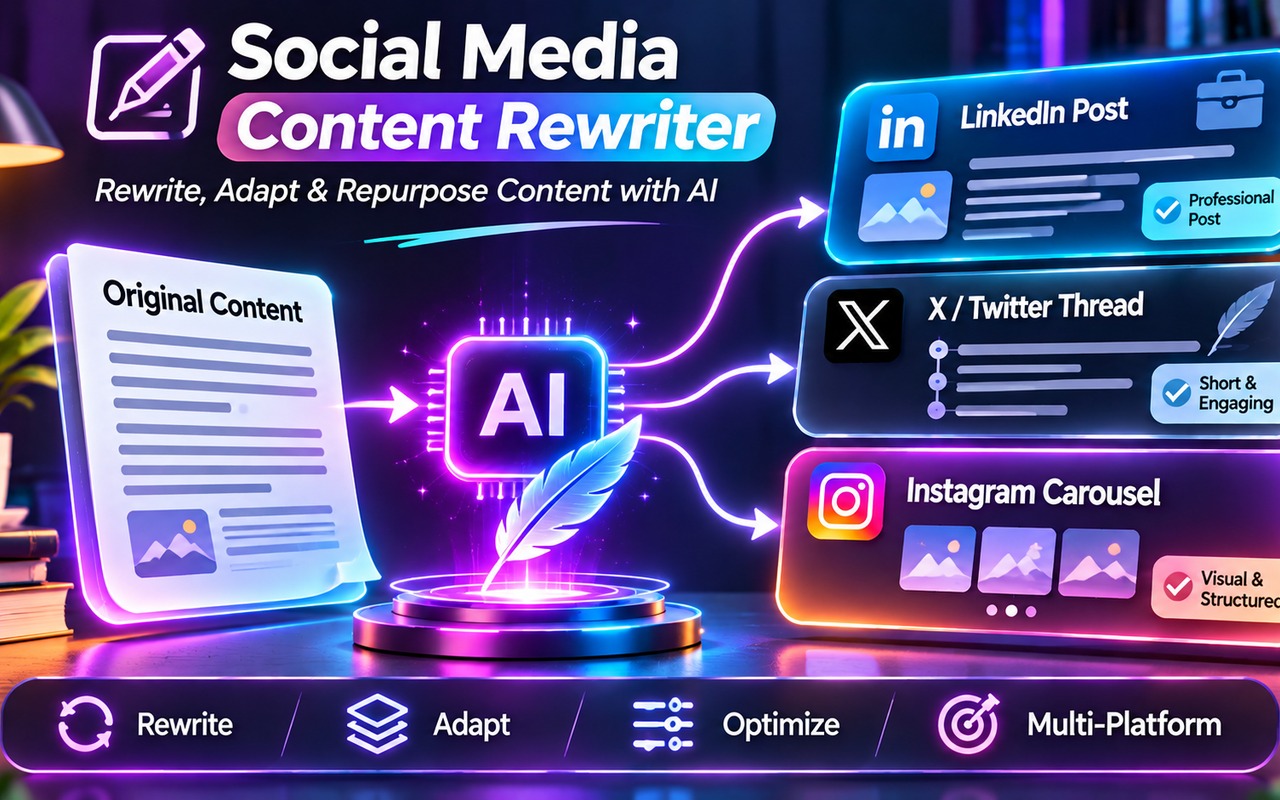 Social Media
Content Rewriter
Rewrite, Adapt & Repurpose Content with AI
Original Content
AI
in
LinkedIn Post
Professional
Post
X
X / Twitter Thread
Short &
Engaging
Instagram Carousel
Visual &
Structured
Rewrite
Adapt
Optimize
Multi-Platform